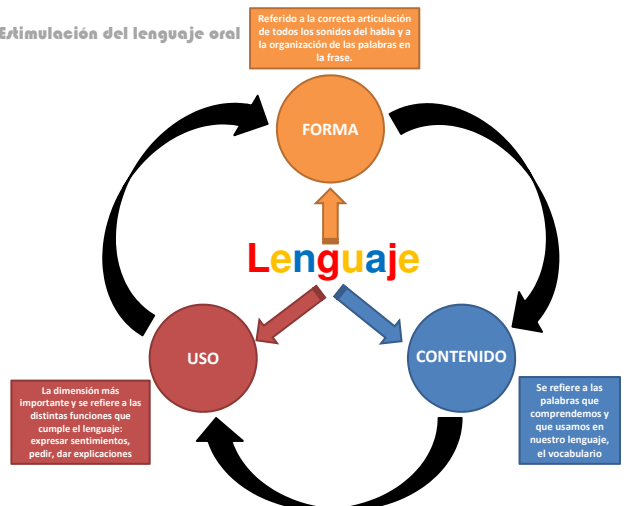 Estimulación del lenguaje oral
Referido a la correcta articulación
de todos los sonidos del habla y a
la organización de las palabras en
la frase.
FORMA
Lenguaje
USO
CONTENIDO
La dimensión más
importante y se refiere a las
distintas funciones que
cumple el lenguaje:
expresar sentimientos,
pedir, dar explicaciones
Se refiere a las
palabras que
comprendemos y
que usamos en
nuestro lenguaje,
el vocabulario